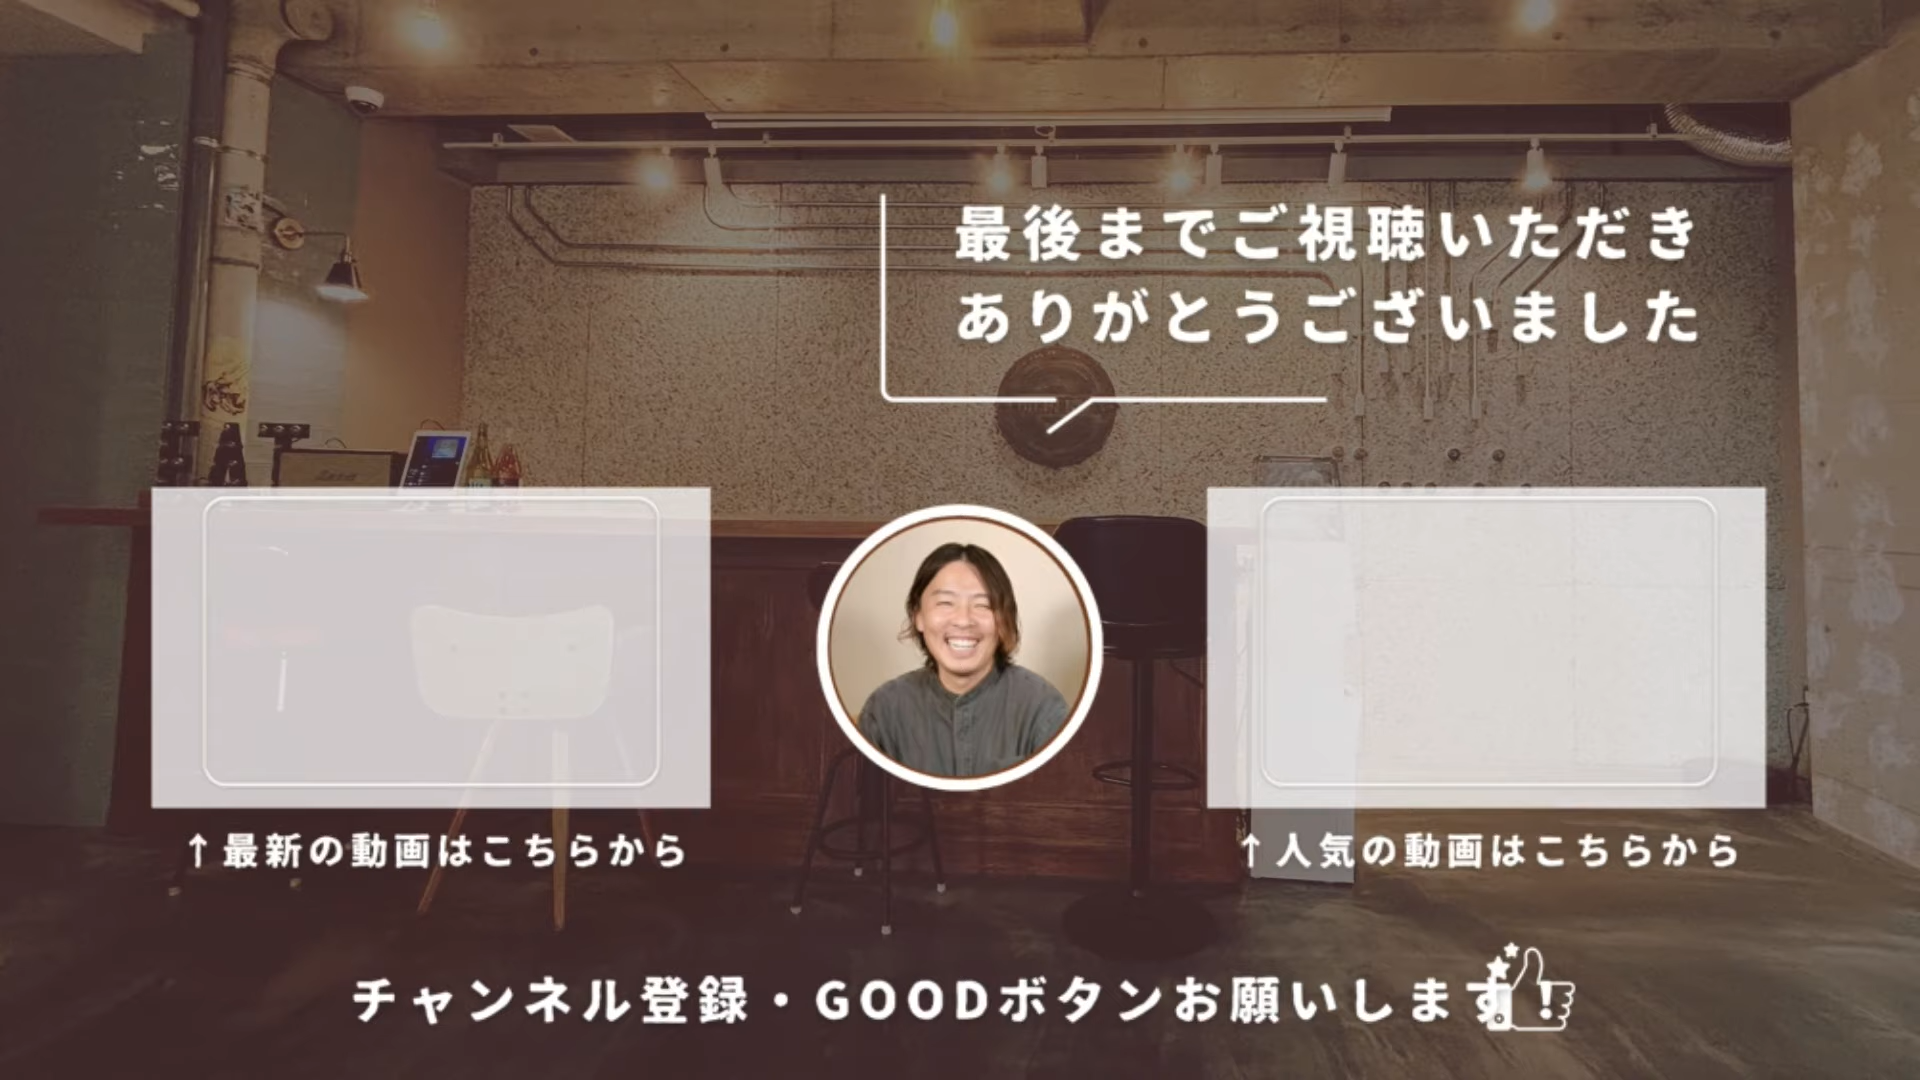 最後までご視聴いただき
ありがとうございました
↑最新の動画はこちらから
↑人気の動画はこちらから
チャンネル登録・GOODボタンお願いします